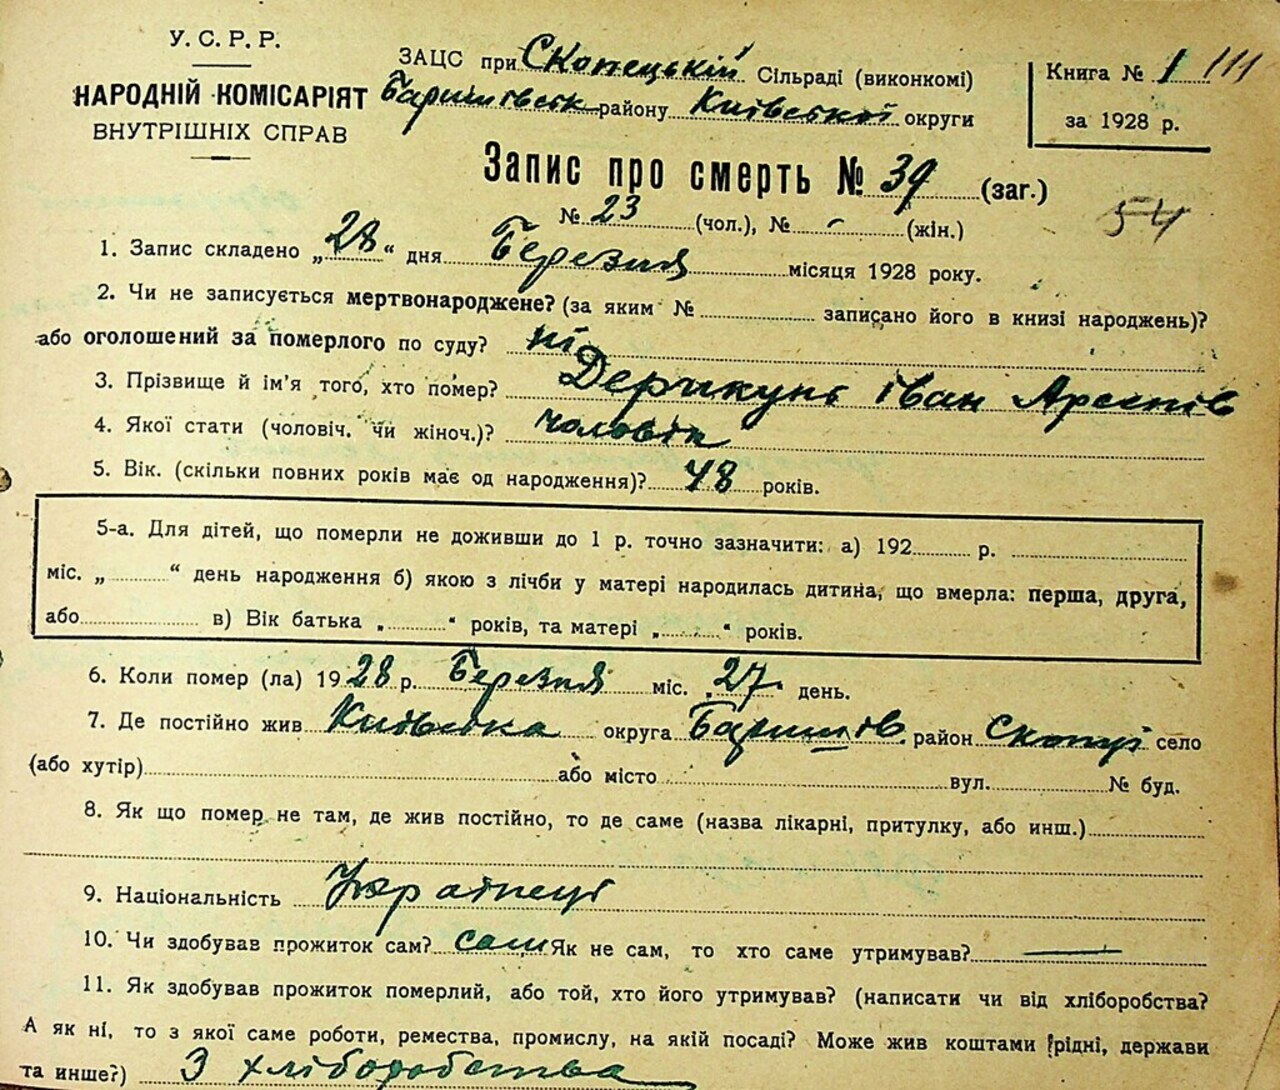 У. С. Р. Р.
НАРОДНІЙ КОМІСАРІЯТ
ВНУТРІШНІХ СПРАВ
ЗАЦС при Скопецькій Сільраді (виконкомі)
Баришівськ району Київської округи
Книга № 1 111
за 1928 р.
Запис про смерть № 39 (заг.)
№ 23 (чол.), № - (жін.)
54
1. Запис складено „28“ дня Березня місяця 1928 року.
2. Чи не записується мертвонароджене? (за яким № записано його в книзі народжень)?
або оголошений за померлого по суду? ні
3. Прізвище й ім'я того, хто помер? Іван
4. Якої стати (чоловіч. чи жіноч.)? чоловік
5. Вік. (скільки повних років має од народження)? 48 років.
5-а. Для дітей, що померли не доживши до 1 р. точно зазначити: а) 192 р.
міс. „ “ день народження б) якою з лічби у матері народилась дитина, що вмерла: перша, друга,
або в) Вік батька „ “ років, та матері „ “ років.
6. Коли помер (ла) 1928 р. Березня міс. 27 день.
7. Де постійно жив Київська округа Баришів. район Скопці село
(або хутір) або місто вул. № буд.
8. Як що помер не там, де жив постійно, то де саме (назва лікарні, притулку, або инш.)
9. Національність Українець
10. Чи здобував прожиток сам? сам Як не сам, то хто саме утримував? —
11. Як здобував прожиток померлий, або той, хто його утримував? (написати чи від хліборобства?
А як ні, то з якої саме роботи, ремества, промислу, на якій посаді? Може жив коштами рідні, держави
та инше?) З хліборобства